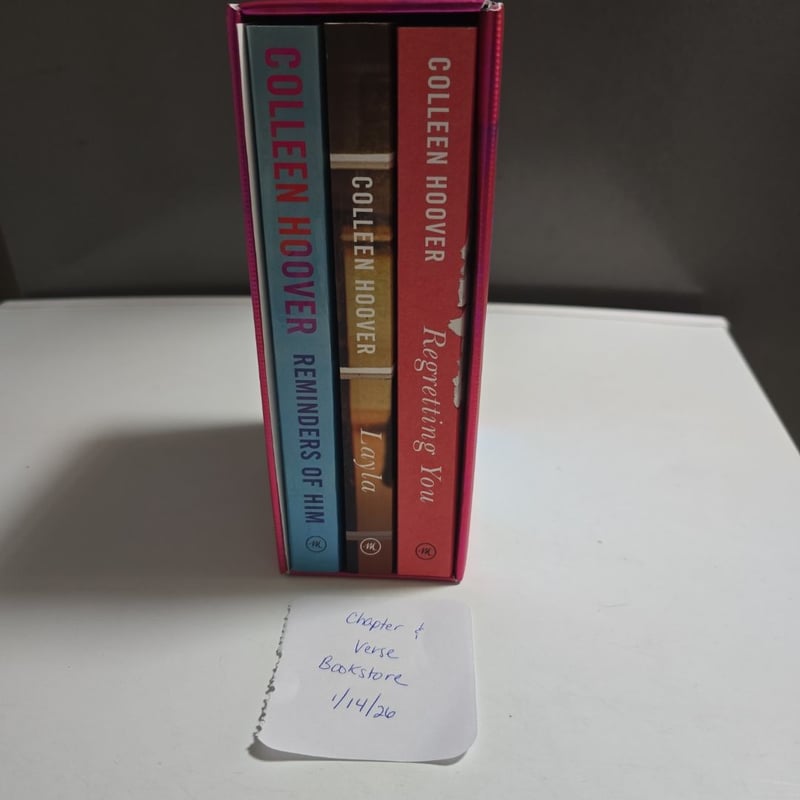 COLLEEN HOOVER REMINDERS OF HIM
COLLEEN HOOVER Layla
COLLEEN HOOVER Regretting You
Chapter &
Verse
Bookstore
1/14/26